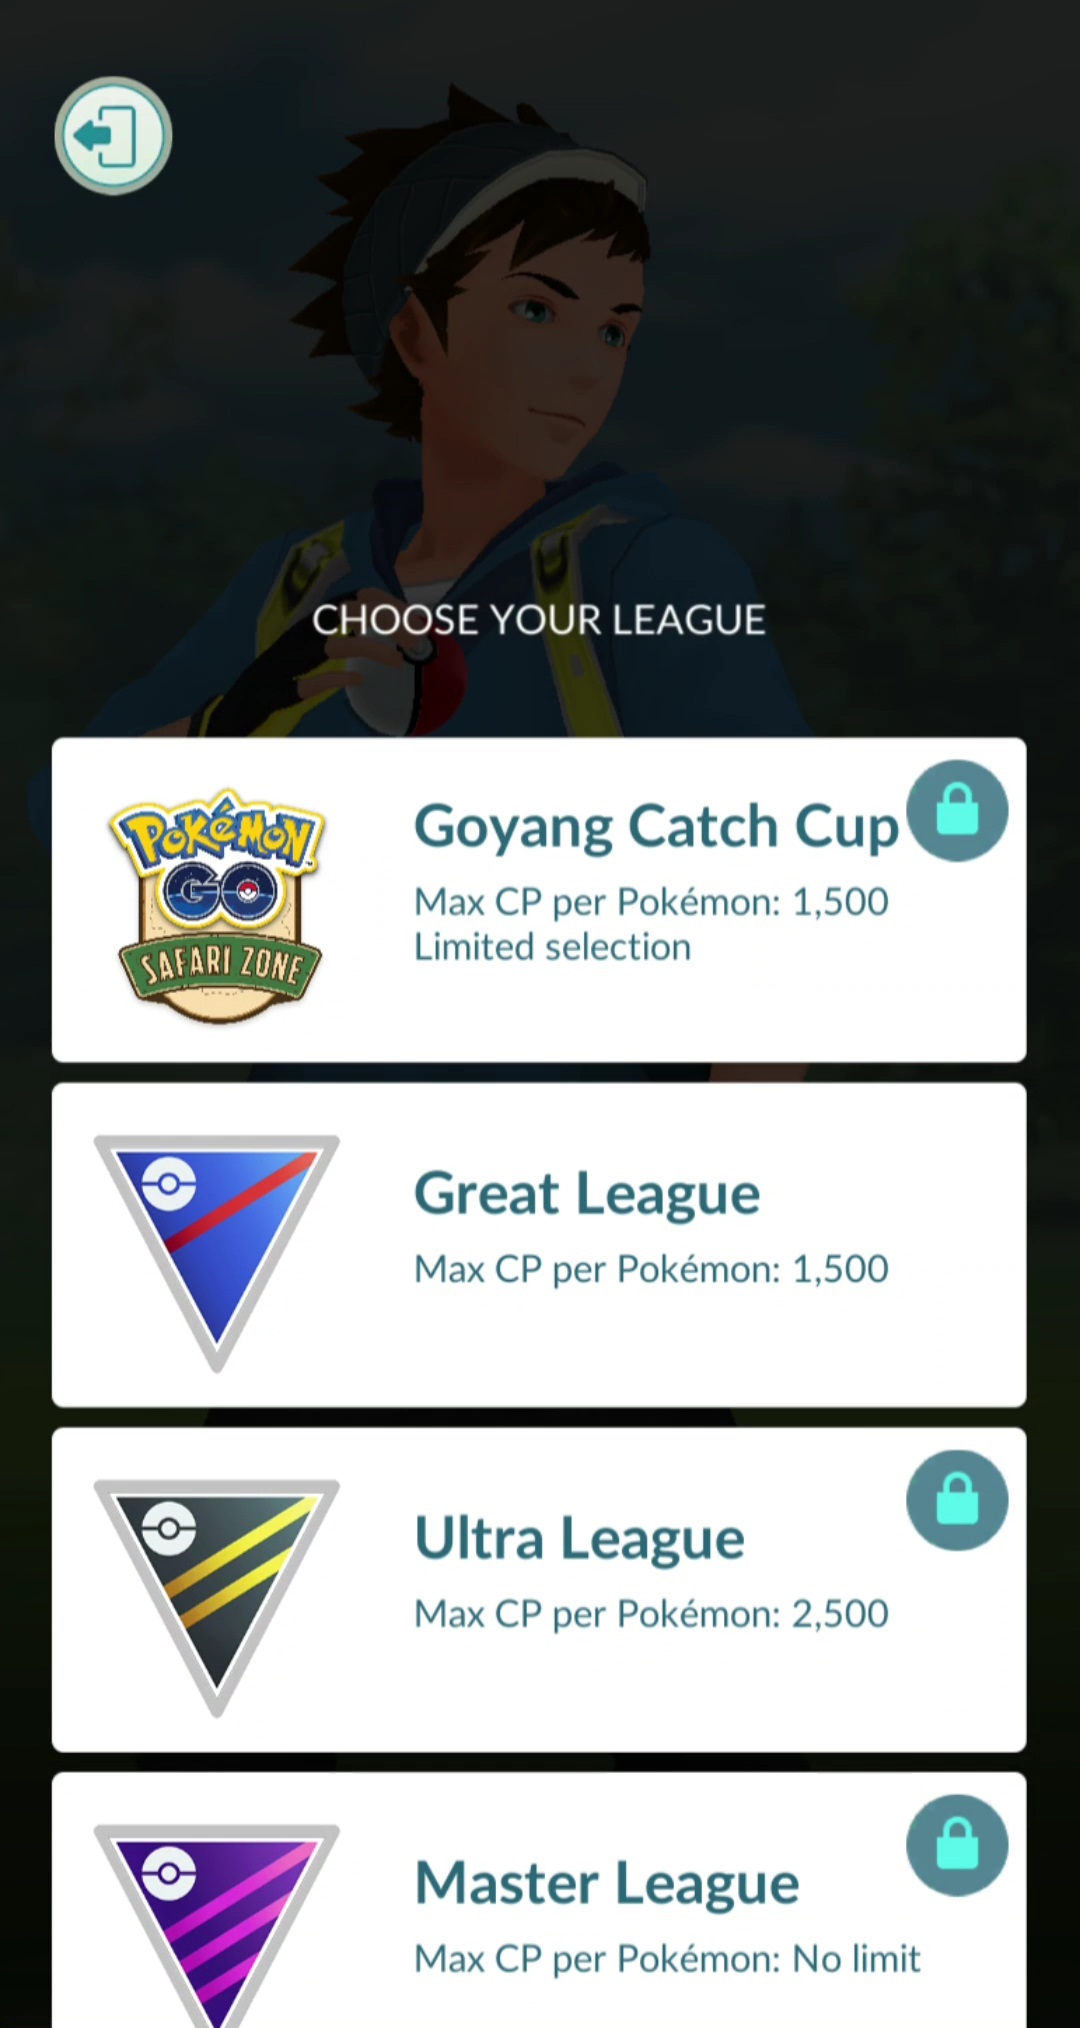 CHOOSE YOUR LEAGUE
POKéMON
GO
SAFARI ZONE
Goyang Catch Cup
Max CP per Pokémon: 1,500
Limited selection
Great League
Max CP per Pokémon: 1,500
Ultra League
Max CP per Pokémon: 2,500
Master League
Max CP per Pokémon: No limit